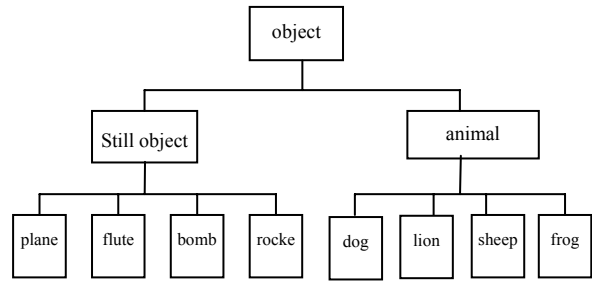 object
Still object
animal
plane
flute
bomb
rocke
dog
lion
sheep
frog